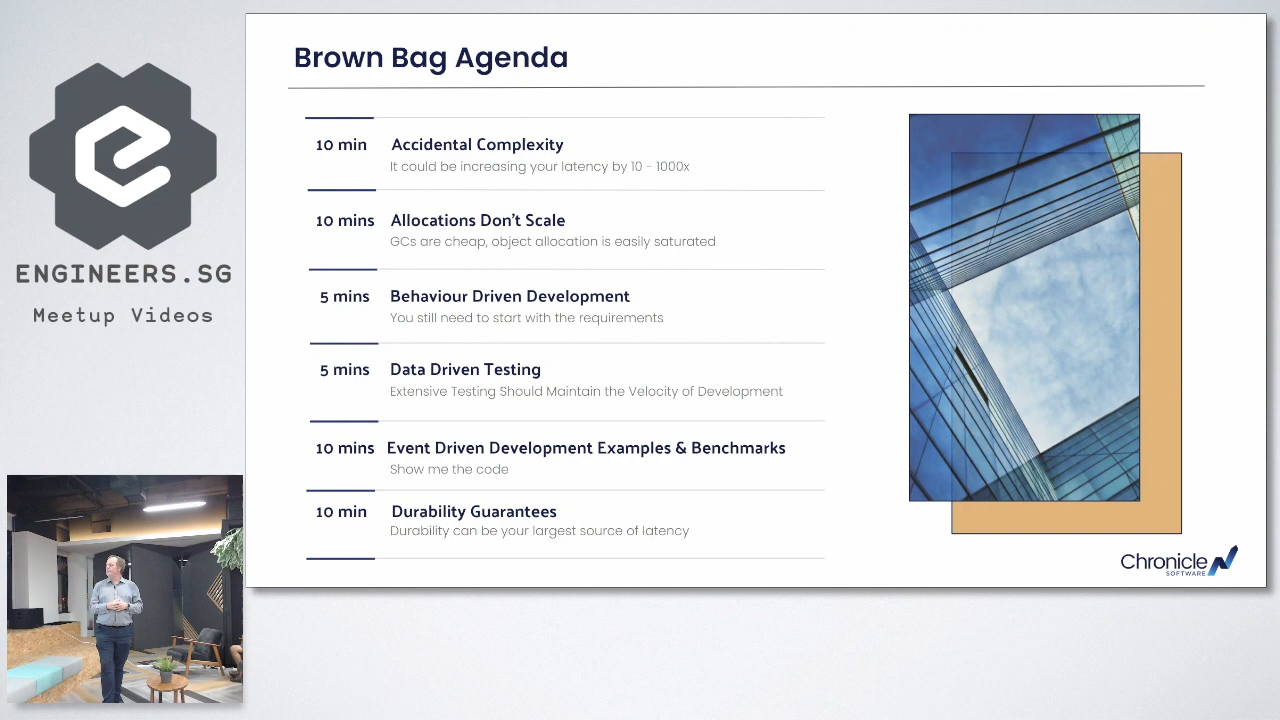 ENGINEERS.SG
Meetup Videos
Brown Bag Agenda
10 min Accidental Complexity
It could be increasing your latency by 10 - 1000x
10 mins Allocations Don't Scale
GCs are cheap, object allocation is easily saturated
5 mins Behaviour Driven Development
You still need to start with the requirements
5 mins Data Driven Testing
Extensive Testing Should Maintain the Velocity of Development
10 mins Event Driven Development Examples & Benchmarks
Show me the code
10 min Durability Guarantees
Durability can be your largest source of latency
Chronicle
SOFTWARE